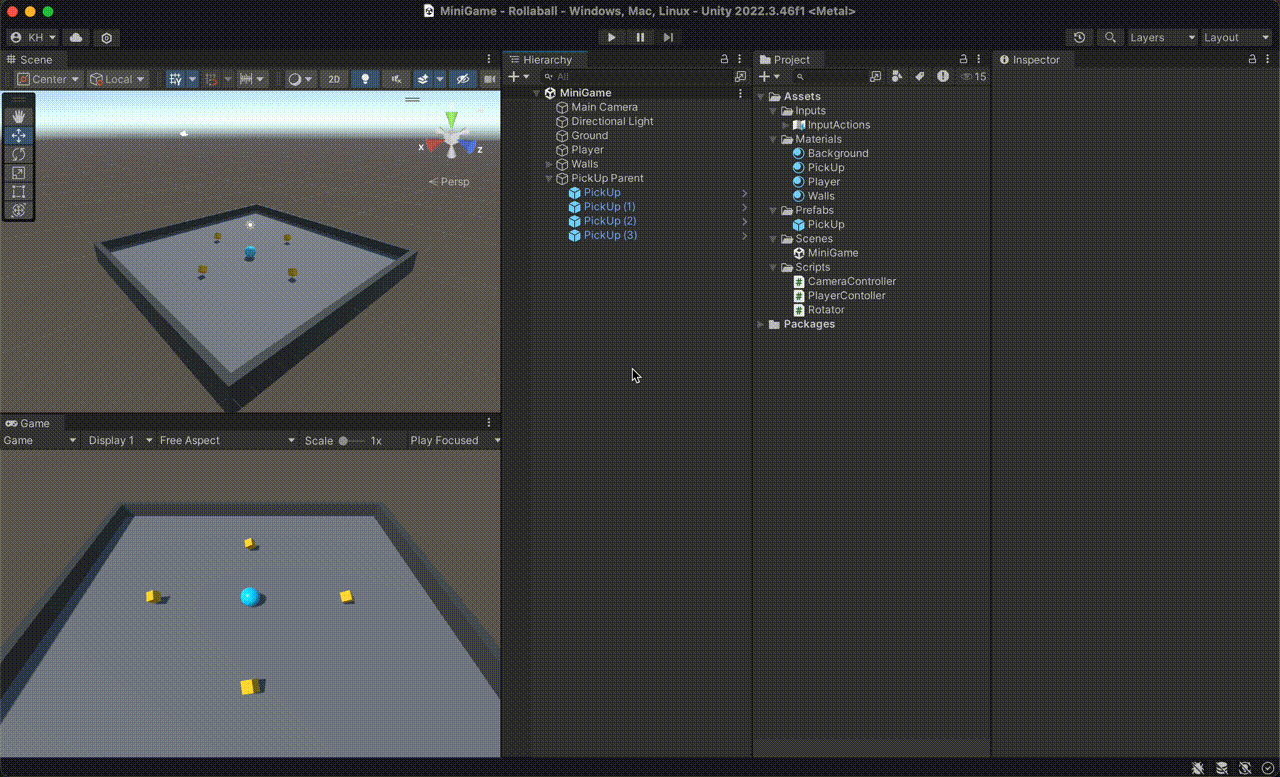 MiniGame - Rollaball - Windows, Mac, Linux - Unity 2022.3.46f1 <Metal>
KH
Layers
Layout
Scene
Center
Local
2D
x
z
Persp
Game
Game
Display 1
Free Aspect
Scale
1x
Play Focused
Hierarchy
All
MiniGame
Main Camera
Directional Light
Ground
Player
Walls
PickUp Parent
PickUp
PickUp (1)
PickUp (2)
PickUp (3)
Project
15
Assets
Inputs
InputActions
Materials
Background
PickUp
Player
Walls
Prefabs
PickUp
Scenes
MiniGame
Scripts
CameraController
PlayerContoller
Rotator
Packages
Inspector